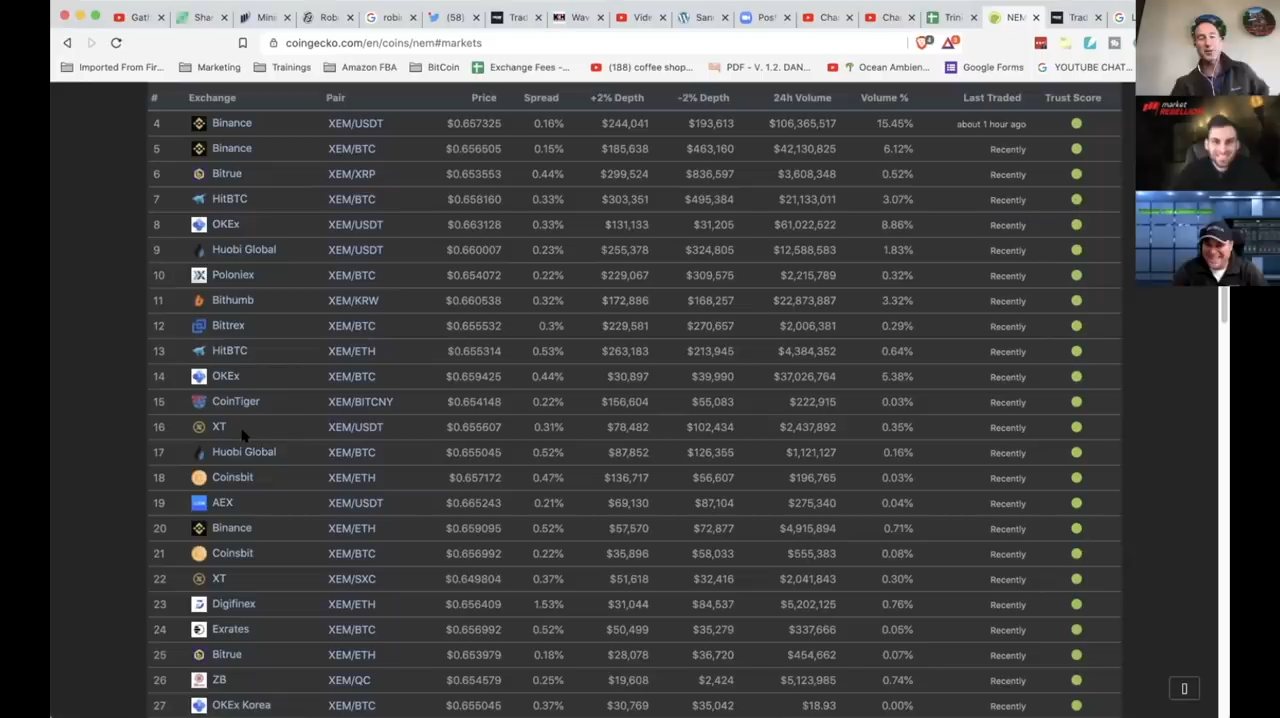 Gath
Sha
Min
Rob
robi
(58)
Trad
Wav
Vide
San
Post
Cha
Cha
Trin
NEM
Trad
coingecko.com/en/coins/nem#markets
Imported From Fir...
Marketing
Trainings
Amazon FBA
BitCoin
Exchange Fees -...
(188) coffee shop...
PDF - V. 1.2. DAN...
Ocean Ambien...
Google Forms
YOUTUBE CHAT...
market
REBELLION
# Exchange Pair Price Spread +2% Depth -2% Depth 24h Volume Volume % Last Traded Trust Score
4 Binance XEM/USDT $0.653425 0.16% $244,041 $193,613 $106,365,517 15.45% about 1 hour ago
5 Binance XEM/BTC $0.656505 0.15% $185,638 $463,160 $42,130,825 6.12% Recently
6 Bitrue XEM/XRP $0.653553 0.44% $299,524 $836,597 $3,608,348 0.52% Recently
7 HitBTC XEM/BTC $0.658160 0.33% $303,351 $495,384 $21,133,011 3.07% Recently
8 OKEx XEM/USDT $0.653128 0.33% $131,133 $31,205 $61,022,522 8.86% Recently
9 Huobi Global XEM/USDT 0.28% $255,378 $324,805 $12,588,583 1.83% Recently
10 Poloniex XEM/BTC $0.654072 0.22% $229,067 $309,575 $2,215,789 0.32% Recently
11 Bithumb XEM/KRW $0.660538 0.32% $172,886 $168,257 $22,873,887 3.32% Recently
12 Bittrex XEM/BTC $0.655532 0.3% $229,581 $270,657 $2,006,381 0.29% Recently
13 HitBTC XEM/ETH $0.655314 0.53% $263,183 $213,945 $4,384,352 0.64% Recently
14 OKEx XEM/BTC $0.659425 0.44% $30,897 $39,990 $37,026,764 5.38% Recently
15 CoinTiger XEM/BITCNY $0.654148 0.22% $156,604 $55,083 $222,915 0.03% Recently
16 XT XEM/USDT $0.655607 0.31% $78,482 $102,434 $2,437,892 0.35% Recently
17 Huobi Global XEM/BTC $0.655045 0.52% $87,852 $126,355 $1,121,127 0.16% Recently
18 Coinsbit XEM/ETH $0.657172 0.47% $136,717 $56,607 $196,765 0.03% Recently
19 AEX XEM/USDT $0.665243 0.21% $69,130 $87,104 $275,340 0.04% Recently
20 Binance XEM/ETH $0.659095 0.52% $57,570 $72,877 $4,915,894 0.71% Recently
21 Coinsbit XEM/BTC $0.656992 0.22% $35,896 $58,033 $555,383 0.08% Recently
22 XT XEM/SXC $0.649804 0.37% $51,618 $32,416 $2,041,843 0.30% Recently
23 Digifinex XEM/ETH $0.656409 1.53% $31,044 $84,537 $5,202,125 0.76% Recently
24 Exrates XEM/BTC $0.656992 0.52% $50,499 $35,279 $337,666 0.05% Recently
25 Bitrue XEM/ETH $0.653979 0.18% $28,078 $36,720 $454,662 0.07% Recently
26 ZB XEM/QC $0.654579 0.25% $19,608 $2,424 $5,123,985 0.74% Recently
27 OKEx Korea XEM/BTC $0.655045 0.37% $30,769 $35,042 $18.93 0.00% Recently